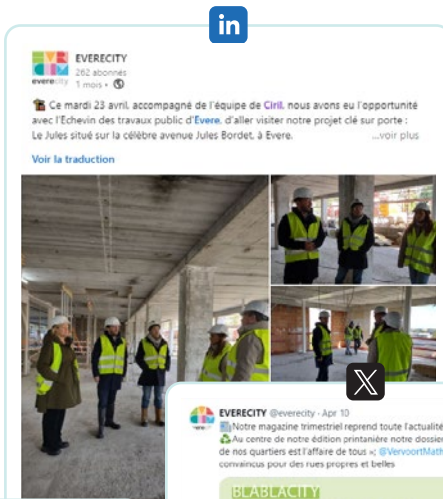 in
EVERECITY
262 abonnés
1 mois •
everecity
Ce mardi 23 avril, accompagné de l'équipe de Ciril, nous avons eu l'opportunité
avec l'Echevin des travaux public d'Evere, d'aller visiter notre projet clé sur porte :
Le Jules situé sur la célèbre avenue Jules Bordet, à Evere.
...voir plus
Voir la traduction
X
EVERECITY @everecity · Apr 10
Notre magazine trimestriel reprend toute l'actualité
Au centre de notre édition printanière notre dossier
de nos quartiers est l'affaire de tous »; @VervoortMath
convaincus pour des rues propres et belles
BLABLACITY